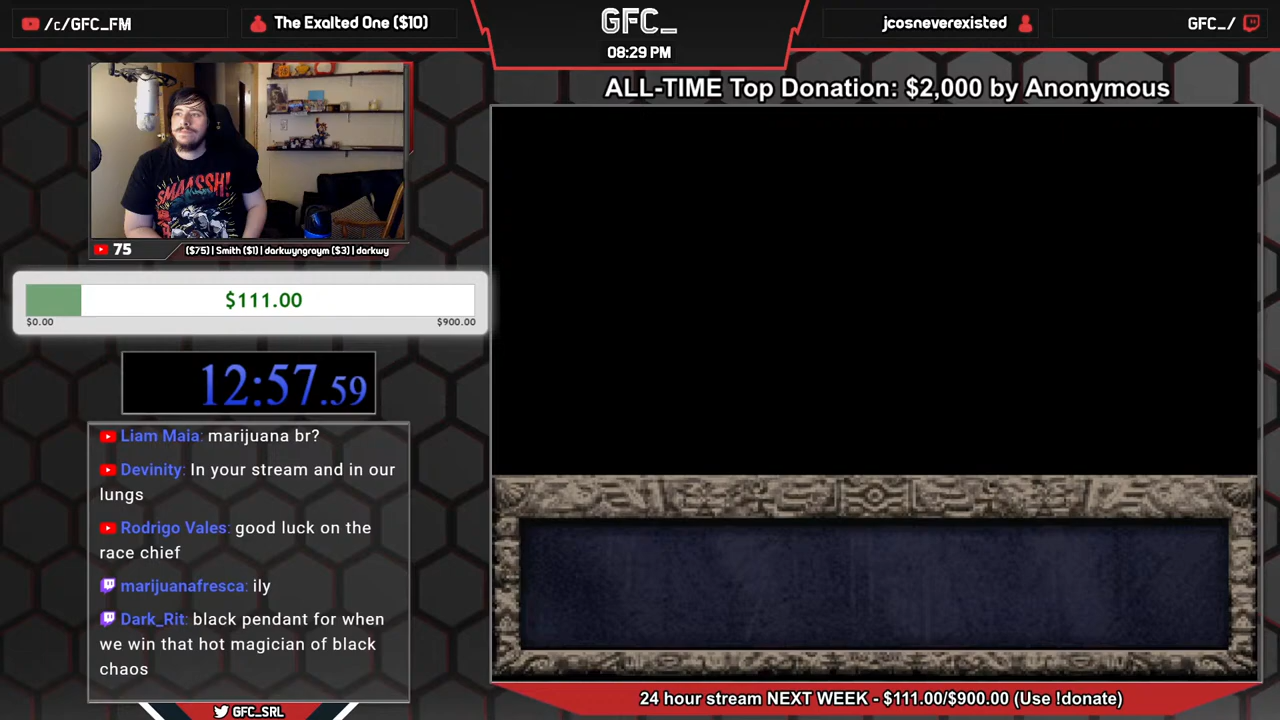 /c/GFC_FM
The Exalted One ($10)
GFC_
08:29 PM
jcosneverexisted
GFC_/
ALL-TIME Top Donation: $2,000 by Anonymous
SMAASSH!
75
($75) | Smith ($1) | darkwyngraym ($3) | darkwy
$111.00
$0.00
$900.00
12:57.59
Liam Maia: marijuana br?
Devinity: In your stream and in our
lungs
Rodrigo Vales: good luck on the
race chief
marijuanafresca: ily
Dark_Rit: black pendant for when
we win that hot magician of black
chaos
GFC_SRL
24 hour stream NEXT WEEK - $111.00/$900.00 (Use !donate)